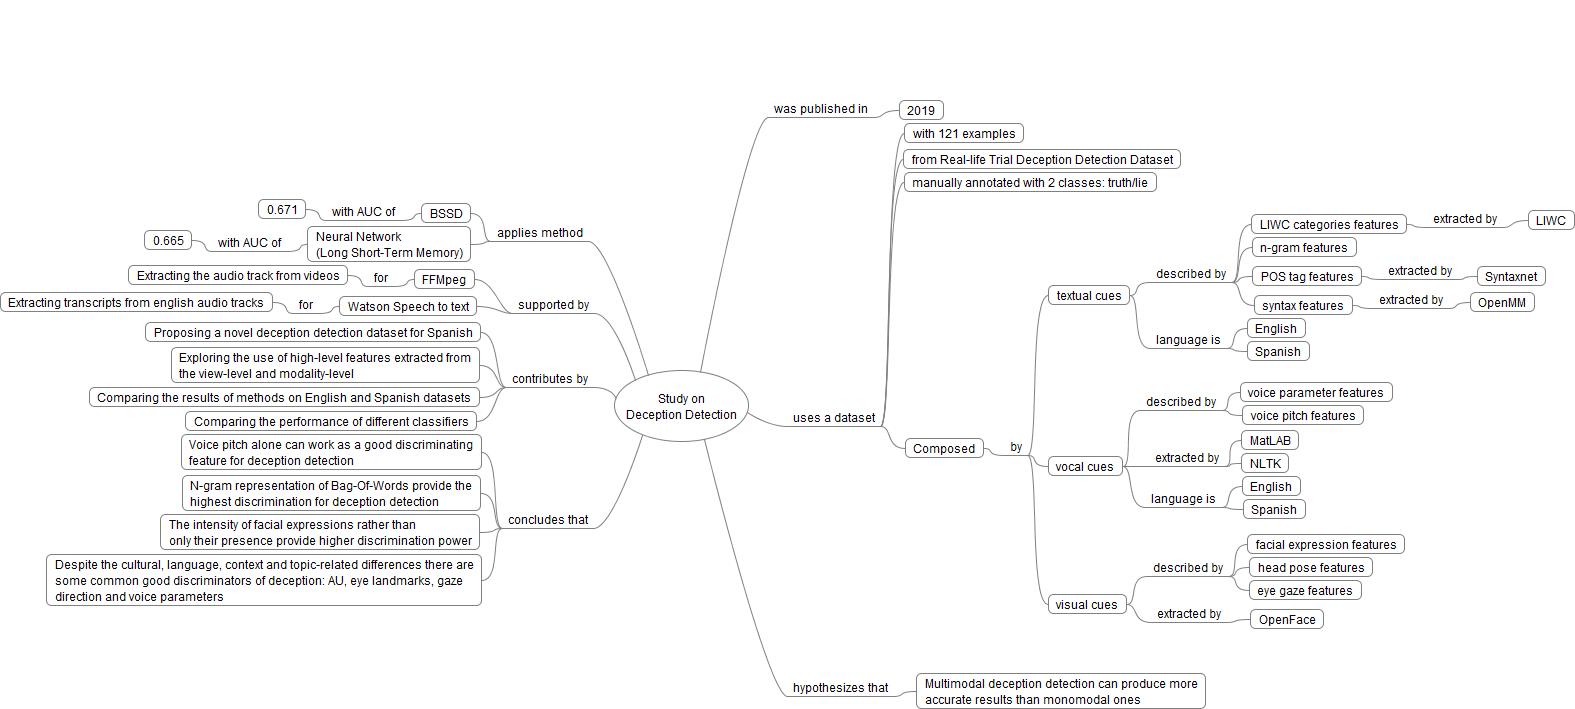 Study on
Deception Detection
was published in
2019
uses a dataset
with 121 examples
from Real-life Trial Deception Detection Dataset
manually annotated with 2 classes: truth/lie
Composed
by
textual cues
described by
LIWC categories features
extracted by
LIWC
n-gram features
POS tag features
extracted by
Syntaxnet
syntax features
extracted by
OpenMM
language is
English
Spanish
vocal cues
described by
voice parameter features
voice pitch features
extracted by
MatLAB
NLTK
language is
English
Spanish
visual cues
described by
facial expression features
head pose features
eye gaze features
extracted by
OpenFace
hypothesizes that
Multimodal deception detection can produce more
accurate results than monomodal ones
applies method
BSSD
with AUC of
0.671
Neural Network
(Long Short-Term Memory)
with AUC of
0.665
supported by
FFMpeg
for
Extracting the audio track from videos
Watson Speech to text
for
Extracting transcripts from english audio tracks
contributes by
Proposing a novel deception detection dataset for Spanish
Exploring the use of high-level features extracted from
the view-level and modality-level
Comparing the results of methods on English and Spanish datasets
Comparing the performance of different classifiers
concludes that
Voice pitch alone can work as a good discriminating
feature for deception detection
N-gram representation of Bag-Of-Words provide the
highest discrimination for deception detection
The intensity of facial expressions rather than
only their presence provide higher discrimination power
Despite the cultural, language, context and topic-related differences there are
some common good discriminators of deception: AU, eye landmarks, gaze
direction and voice parameters